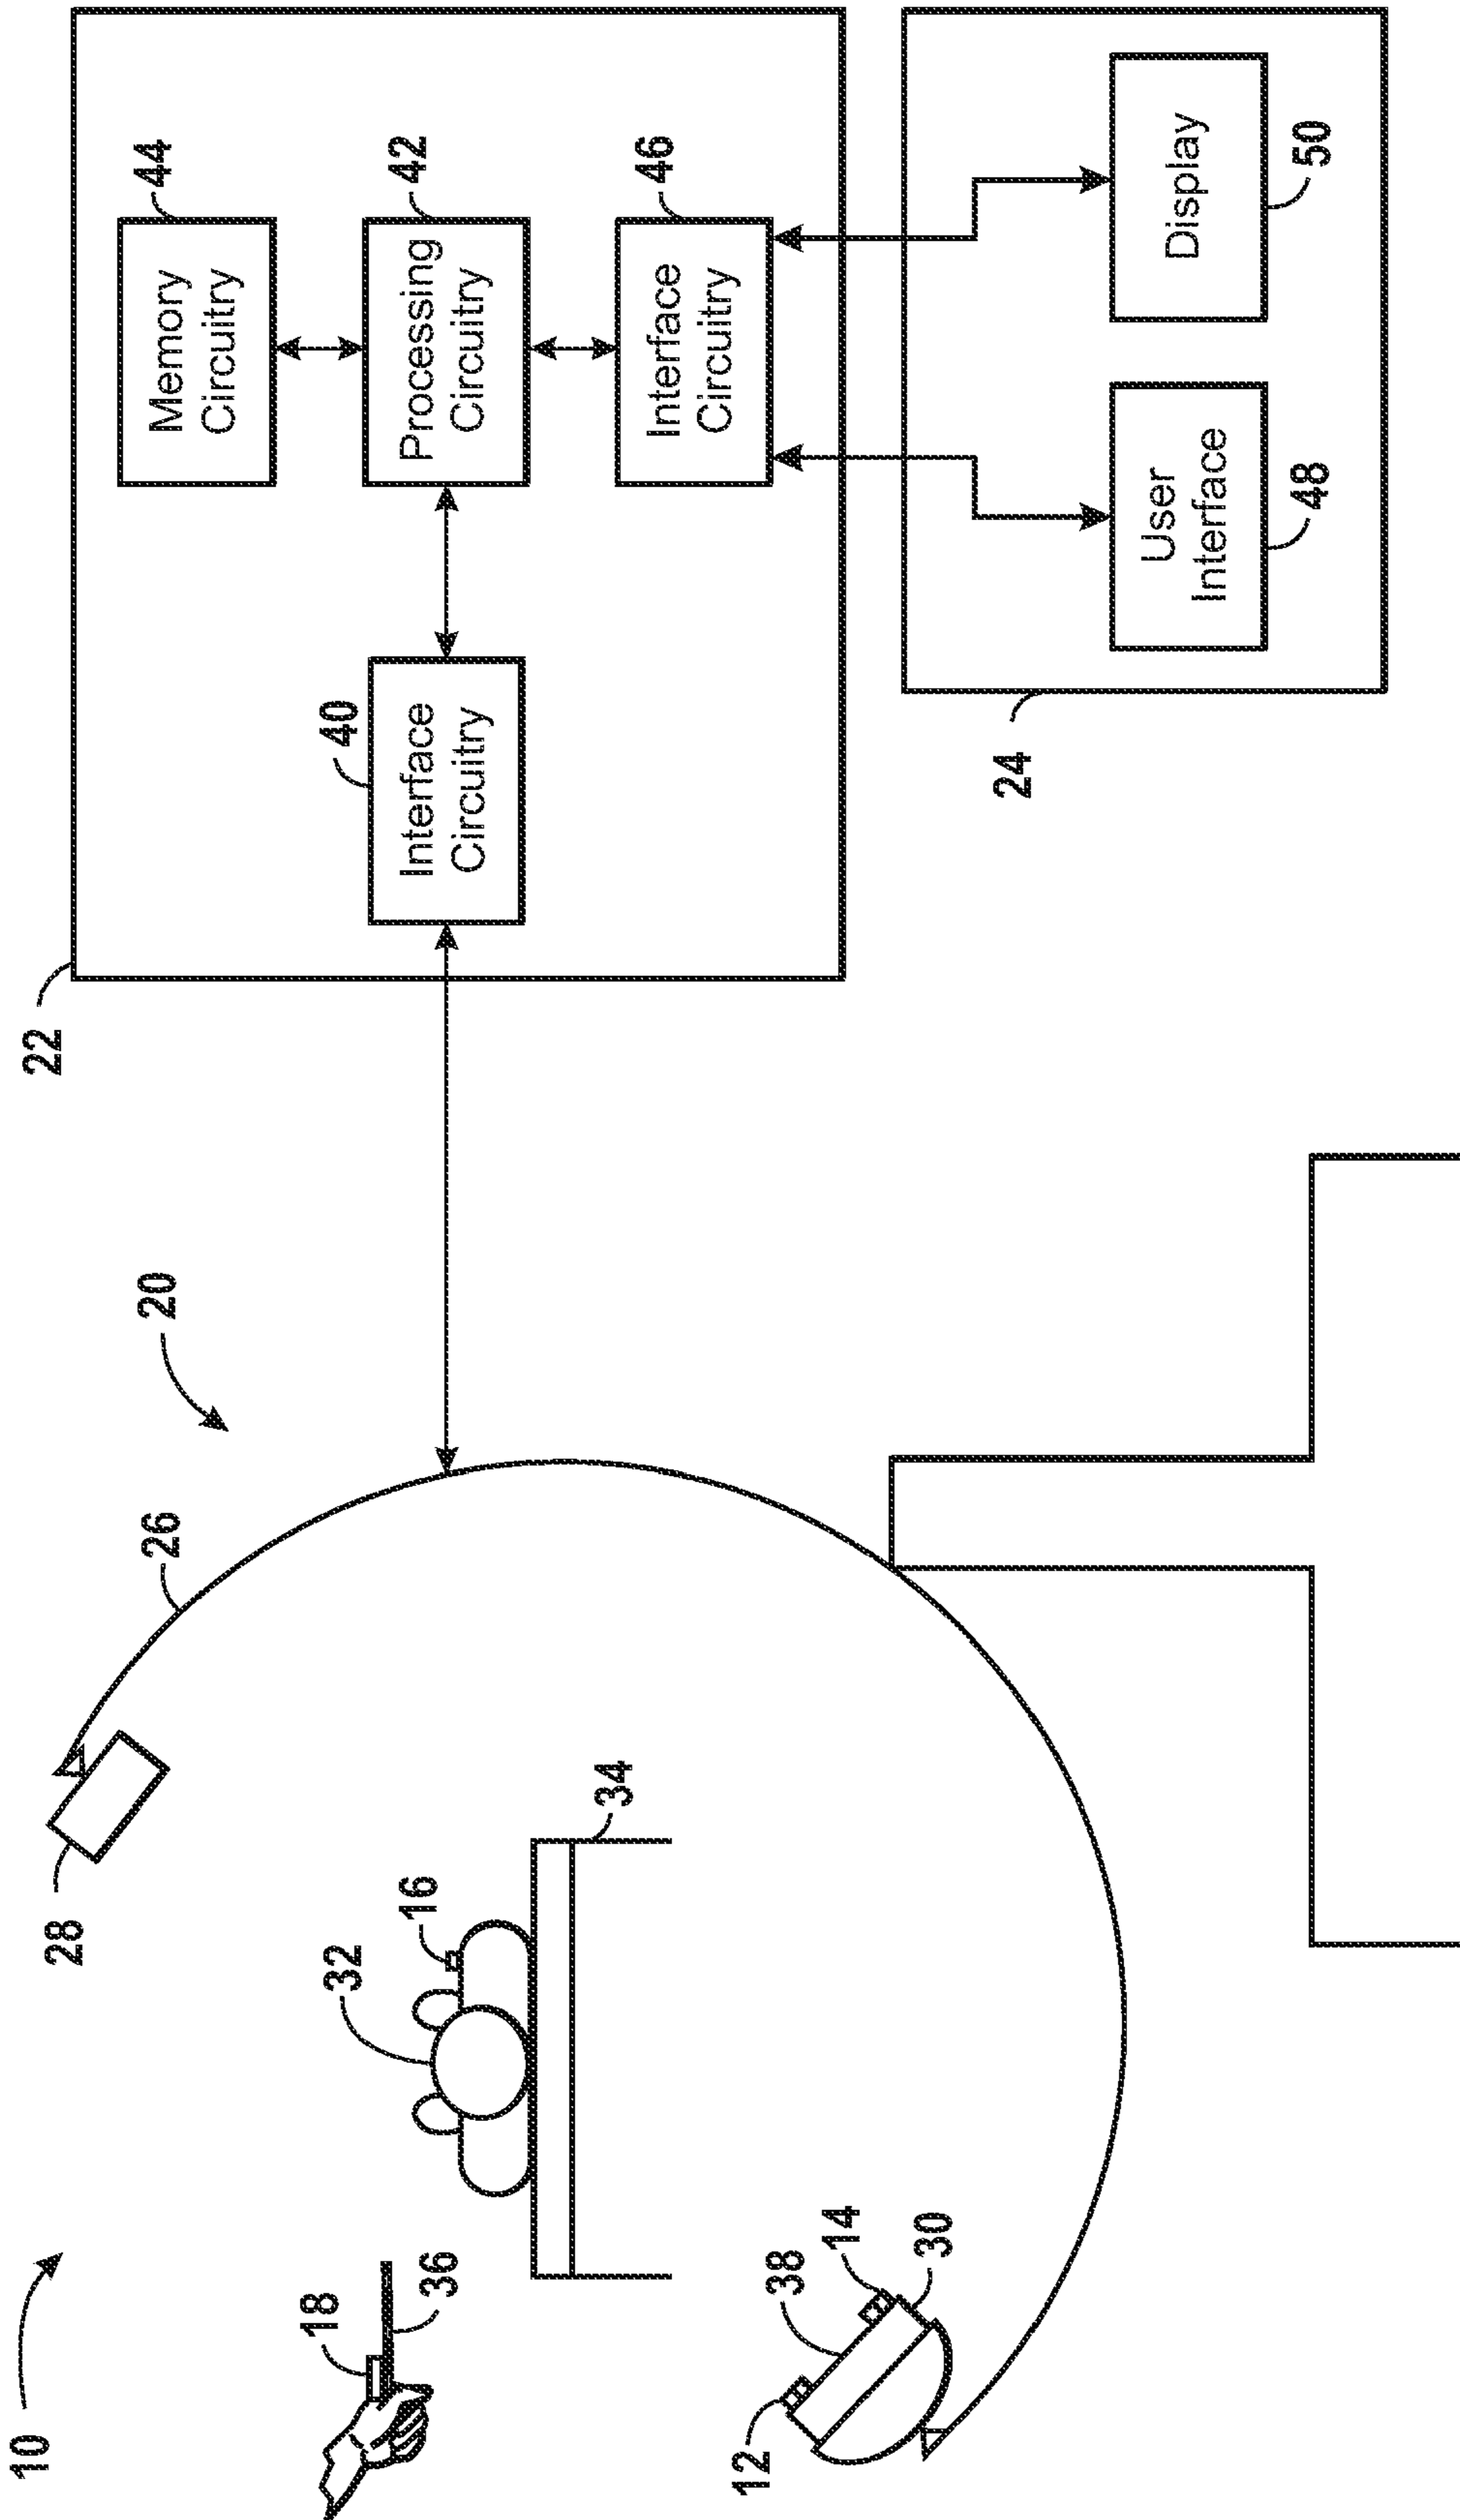 10
20
22
26
28
32
16
34
18
36
38
14
30
12
44
Memory
Circuitry
42
Processing
Circuitry
40
Interface
Circuitry
46
Interface
Circuitry
24
User
Interface
48
Display
50